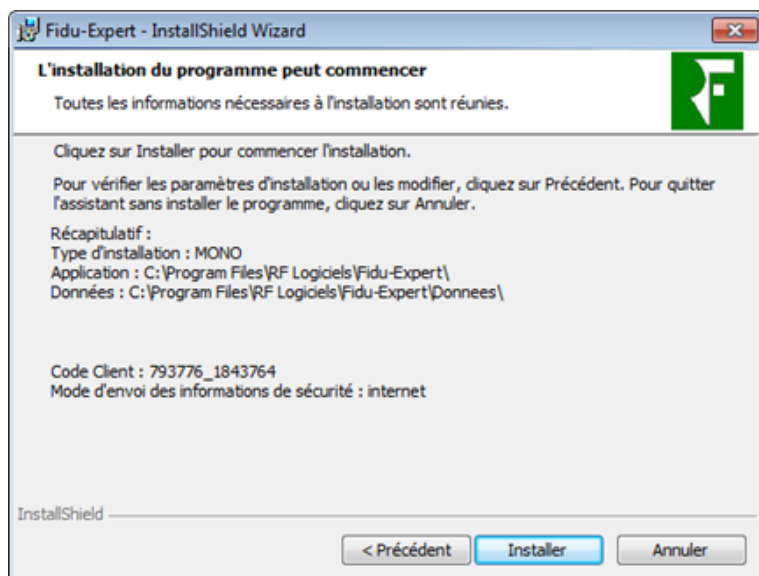 Fidu-Expert - InstallShield Wizard
L'installation du programme peut commencer
Toutes les informations nécessaires à l'installation sont réunies.
Cliquez sur Installer pour commencer l'installation.
Pour vérifier les paramètres d'installation ou les modifier, cliquez sur Précédent. Pour quitter
l'assistant sans installer le programme, cliquez sur Annuler.
Récapitulatif :
Type d'installation : MONO
Application : C:\Program Files\RF Logiciels\Fidu-Expert\
Données : C:\Program Files\RF Logiciels\Fidu-Expert\Donnees\
Code Client : 793776_1843764
Mode d'envoi des informations de sécurité : internet
InstallShield
< Précédent
Installer
Annuler